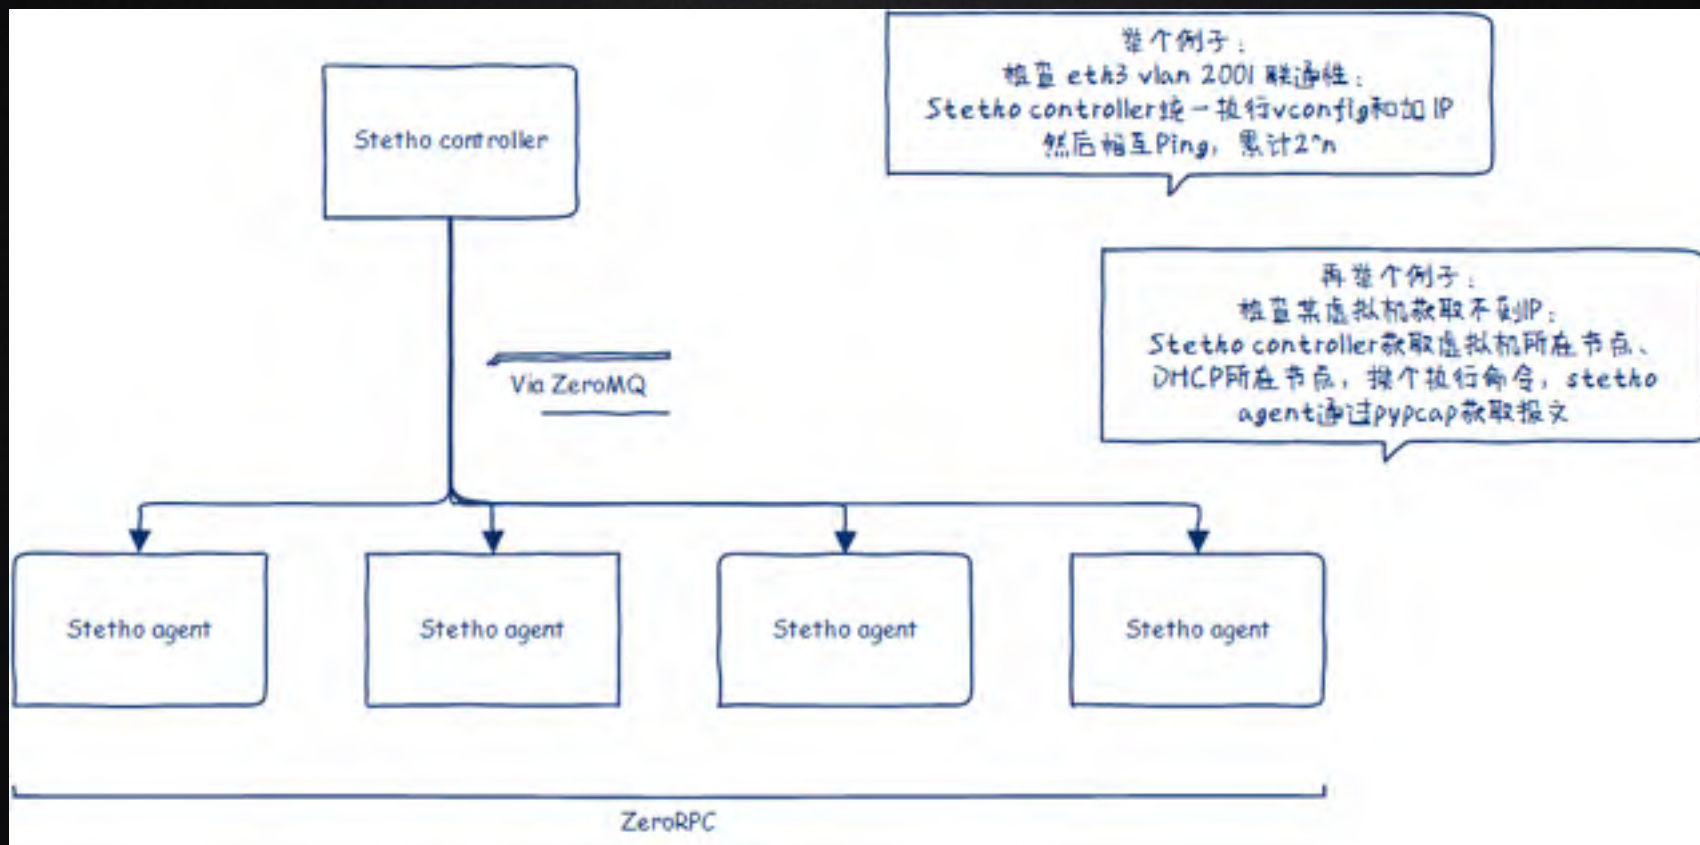 举个例子：
检查 eth3 vlan 2001 联通性：
Stetho controller统一执行vconfig和加 IP
然后相互Ping，累计2^n
Stetho controller
再举个例子：
检查某虚拟机获取不到IP：
Stetho controller获取虚拟机所在节点、
DHCP所在节点，挨个执行命令，stetho
agent通过pypcap获取报文
Via ZeroMQ
Stetho agent
Stetho agent
Stetho agent
Stetho agent
ZeroRPC